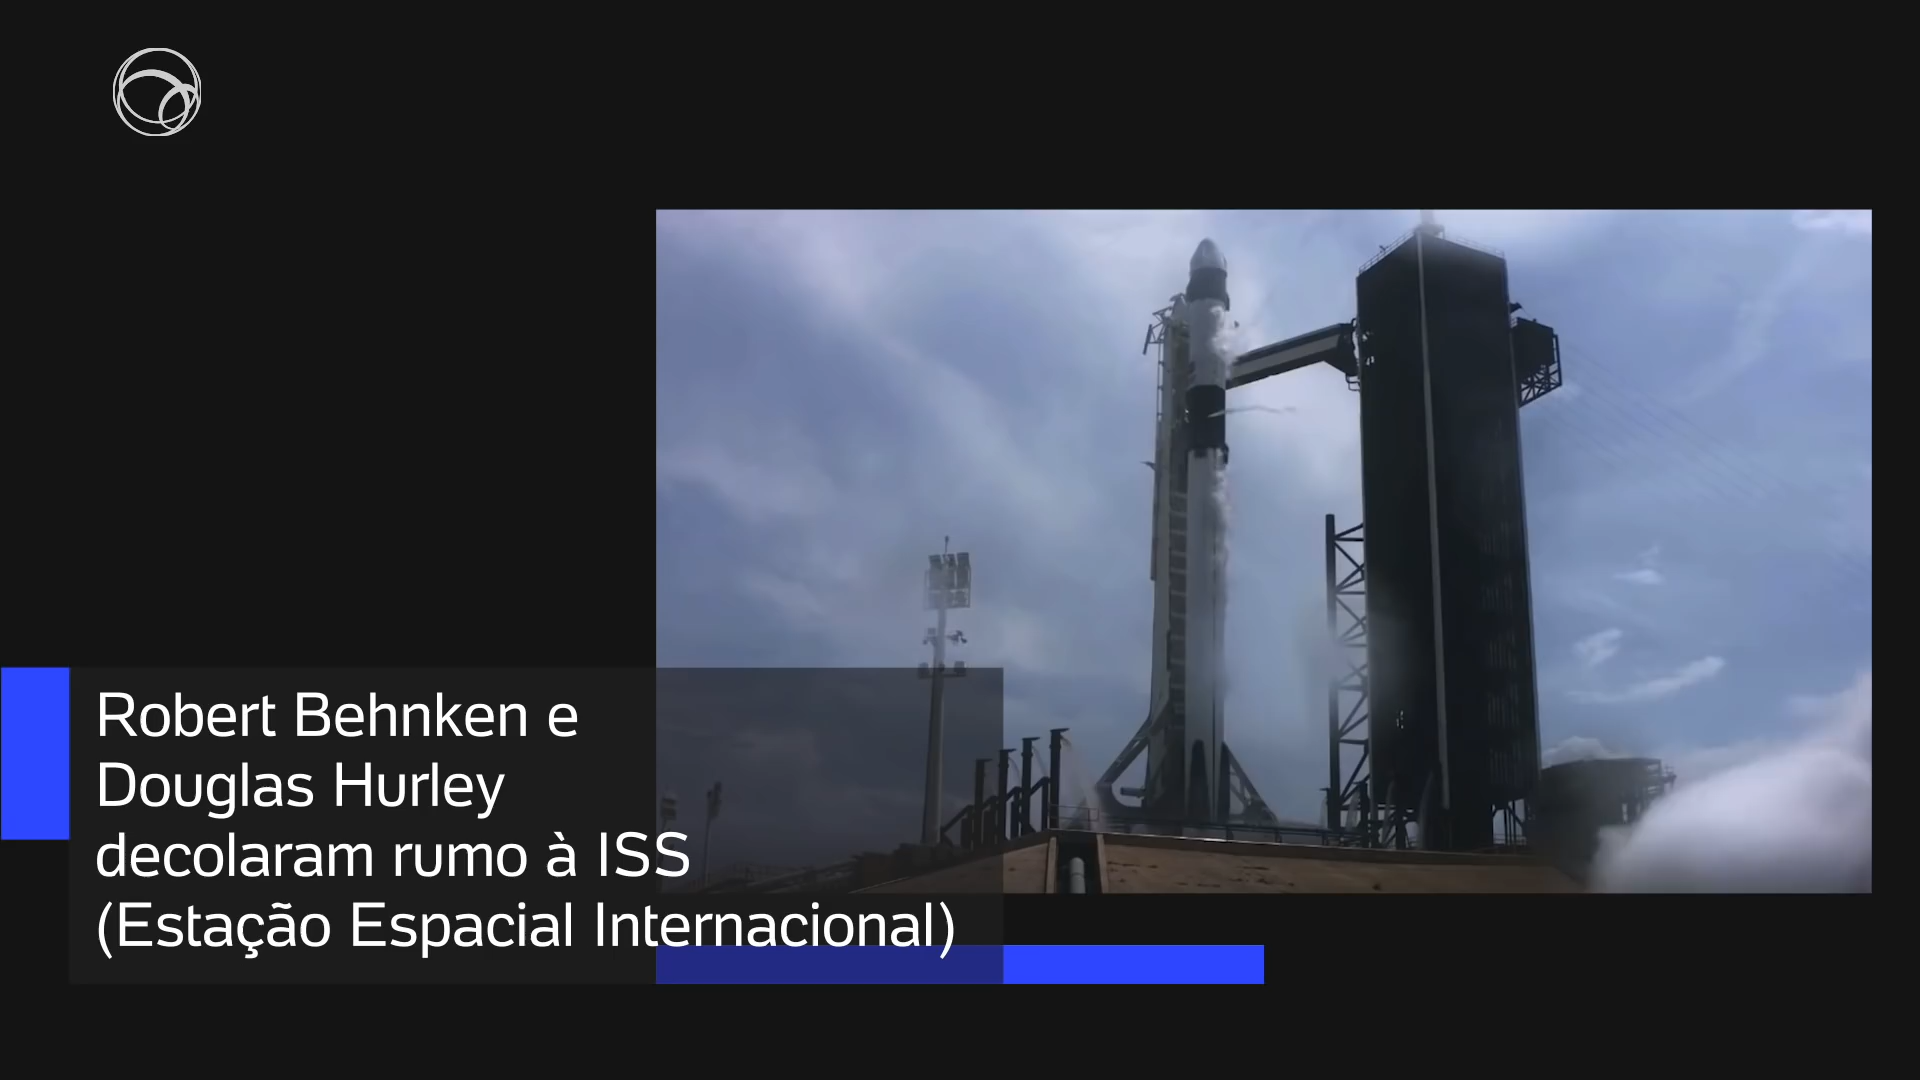 Robert Behnken e
Douglas Hurley
decolaram rumo à ISS
(Estação Espacial Internacional)